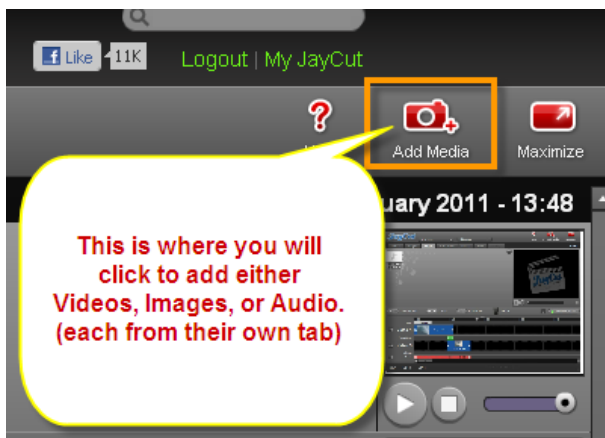 Like 11K
Logout | My JayCut
?
Add Media
Maximize
uary 2011 - 13:48
This is where you will
click to add either
Videos, Images, or Audio.
(each from their own tab)